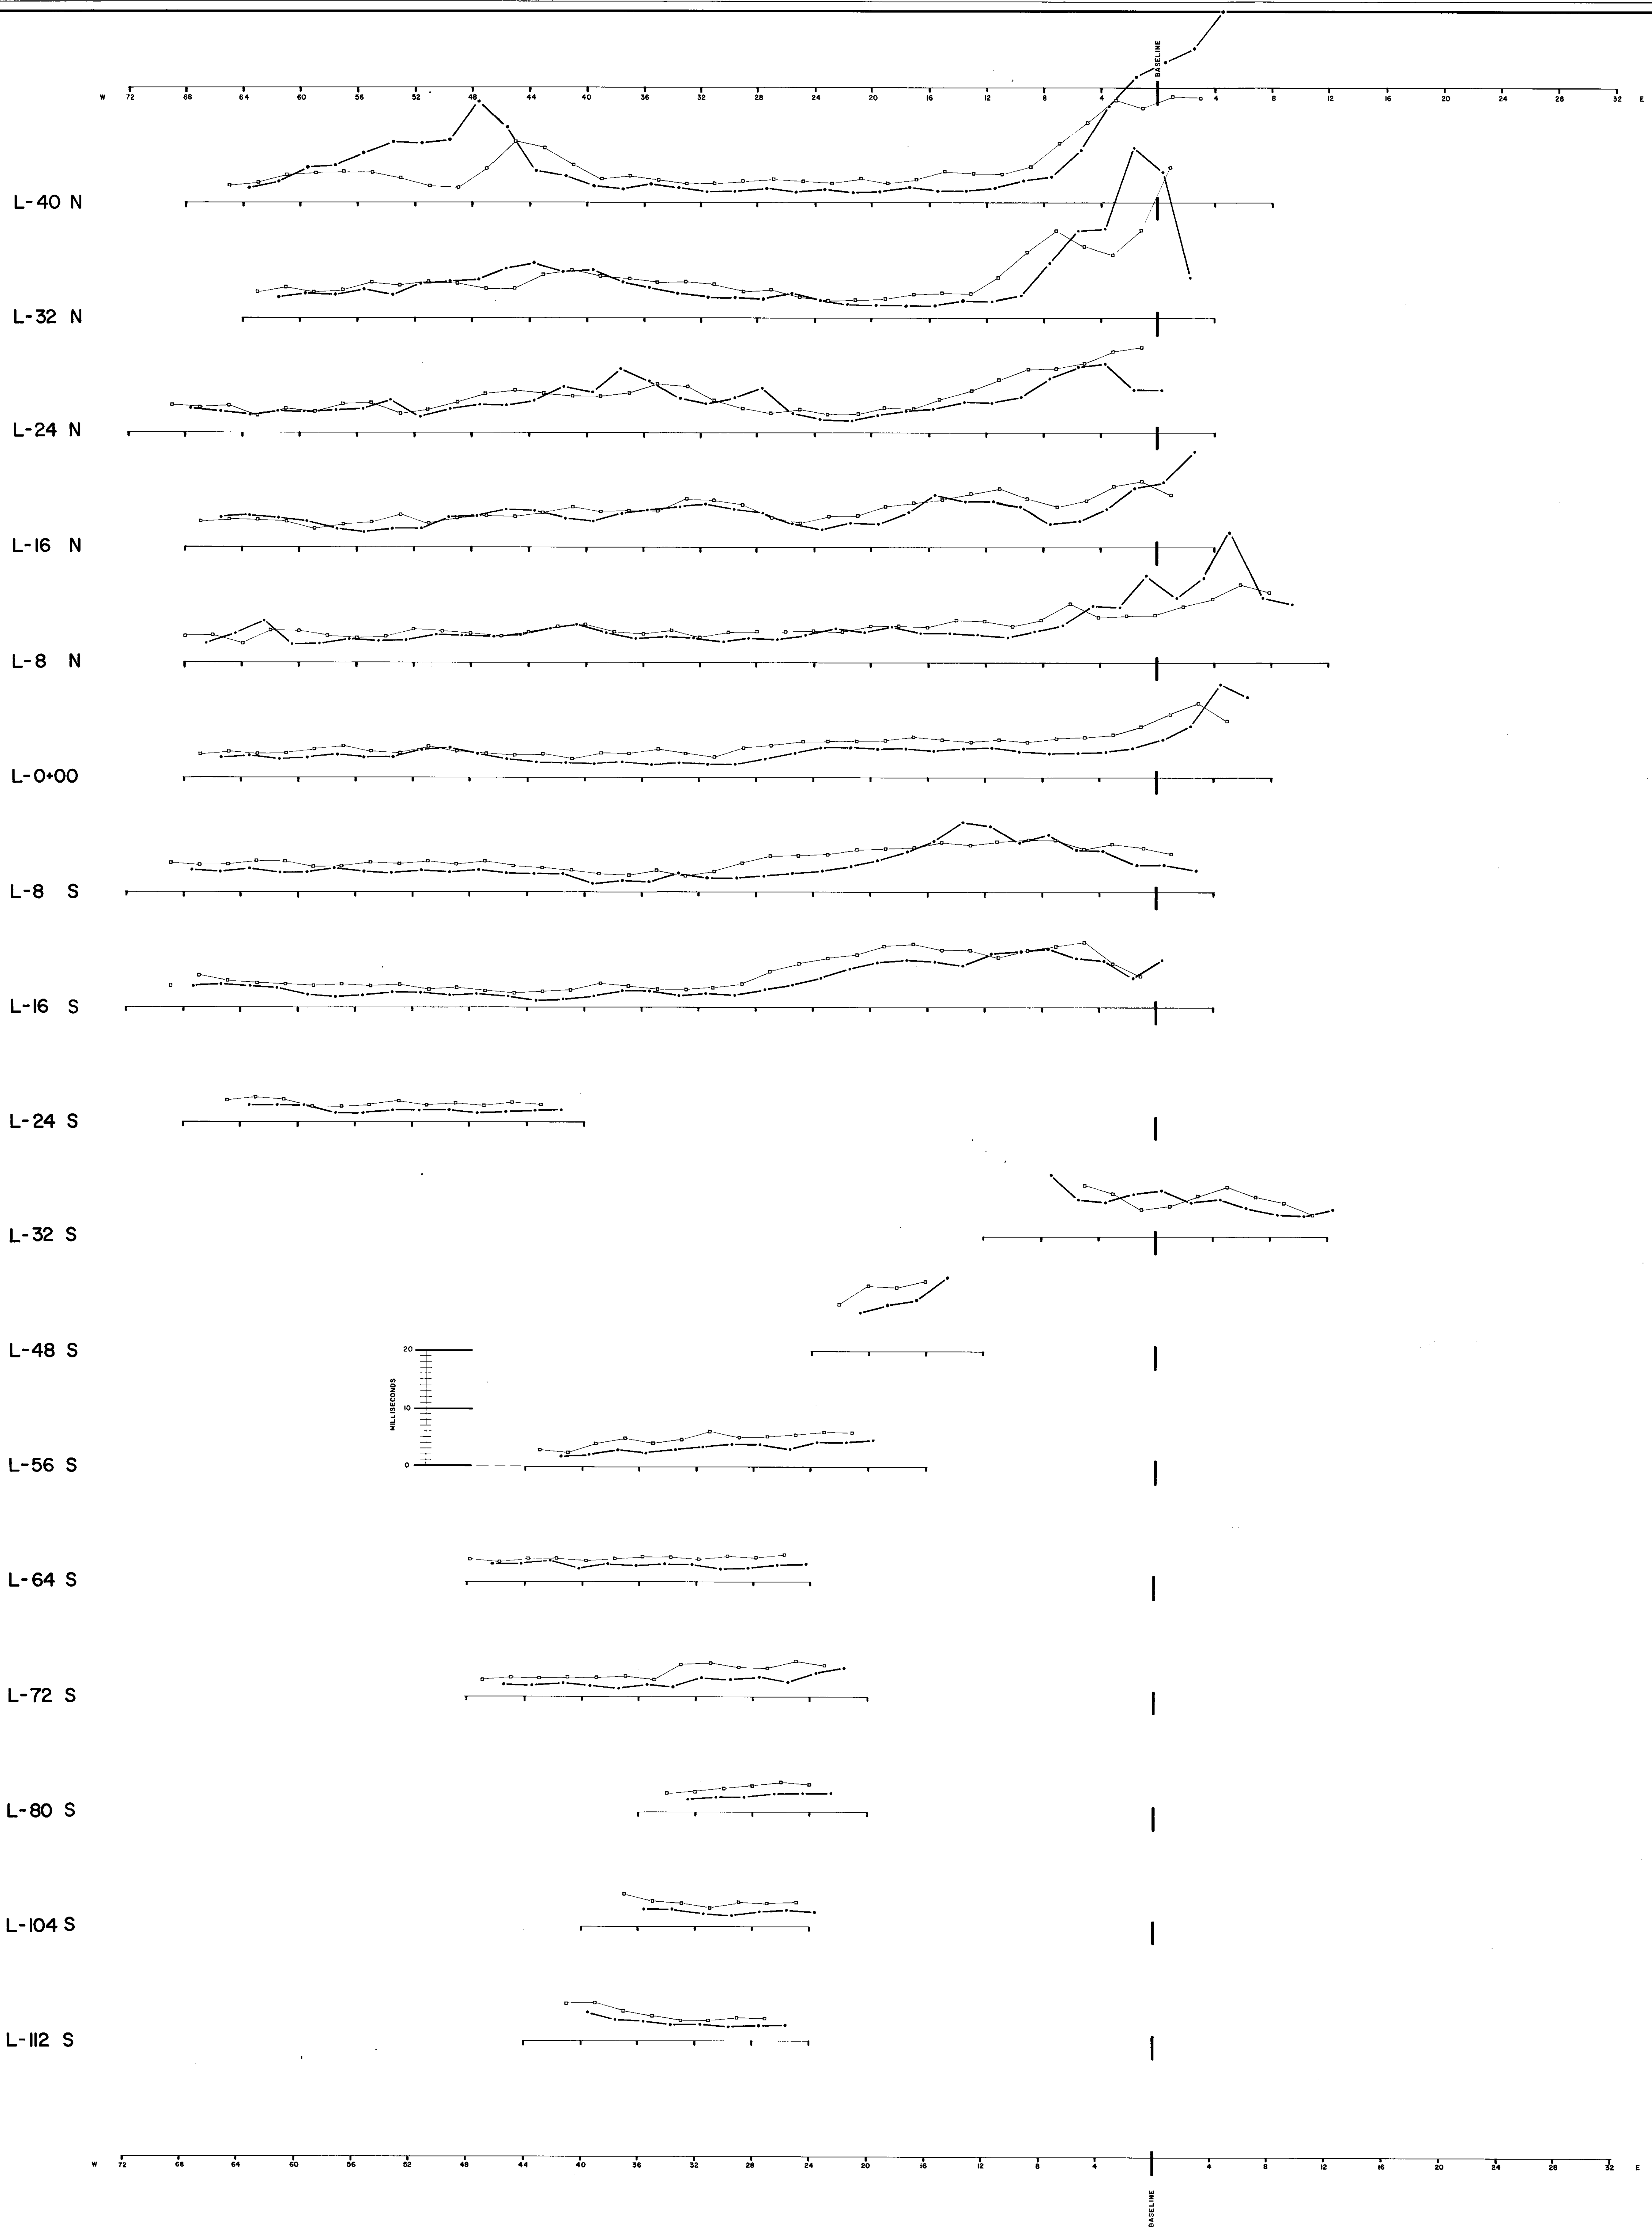 BASELINE
W 72 68 64 60 56 52 48 44 40 36 32 28 24 20 16 12 8 4 4 8 12 16 20 24 28 32 E
L-40 N
L-32 N
L-24 N
L-16 N
L-8 N
L-0+00
L-8 S
L-16 S
L-24 S
L-32 S
L-48 S
20
MILLISECONDS
10
0
L-56 S
L-64 S
L-72 S
L-80 S
L-104 S
L-112 S
W 72 68 64 60 56 52 48 44 40 36 32 28 24 20 16 12 8 4 4 8 12 16 20 24 28 32 E
BASELINE